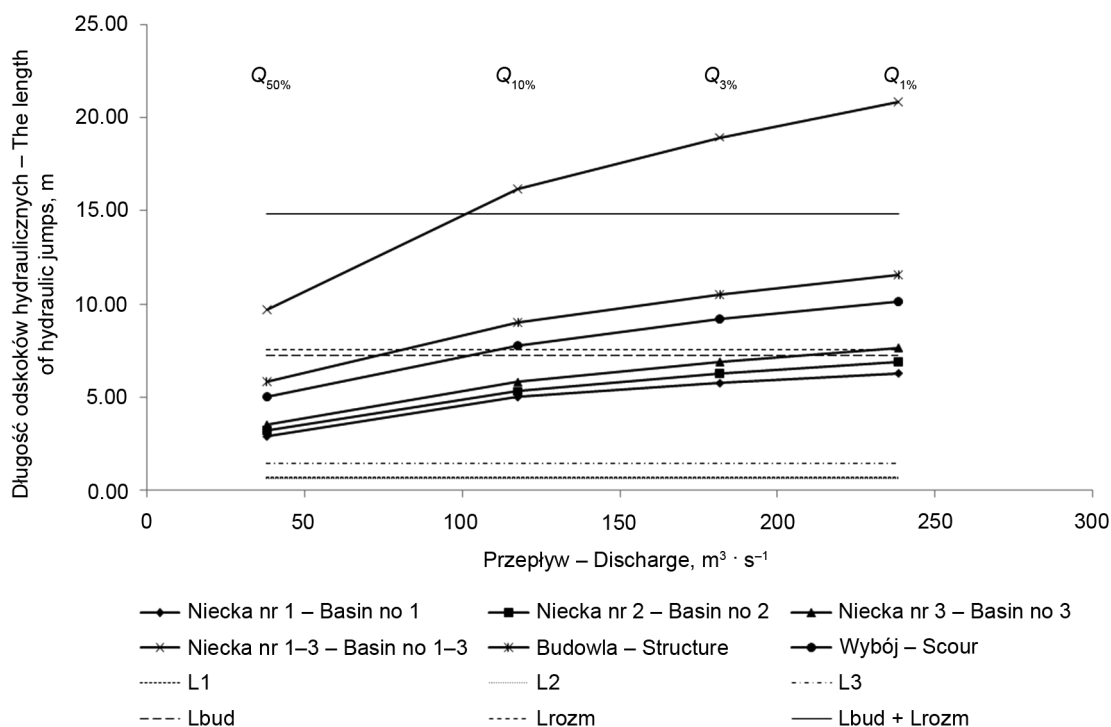 Długość odskoków hydraulicznych – The length
of hydraulic jumps, m
25.00
20.00
15.00
10.00
5.00
0.00
Q50% Q10% Q3% Q1%
0 50 100 150 200 250 300
Przepływ – Discharge, m³ · s⁻¹
Niecka nr 1 – Basin no 1 Niecka nr 2 – Basin no 2 Niecka nr 3 – Basin no 3
Niecka nr 1–3 – Basin no 1–3 Budowla – Structure Wybój – Scour
L1 L2 L3
Lbud Lrozm Lbud + Lrozm